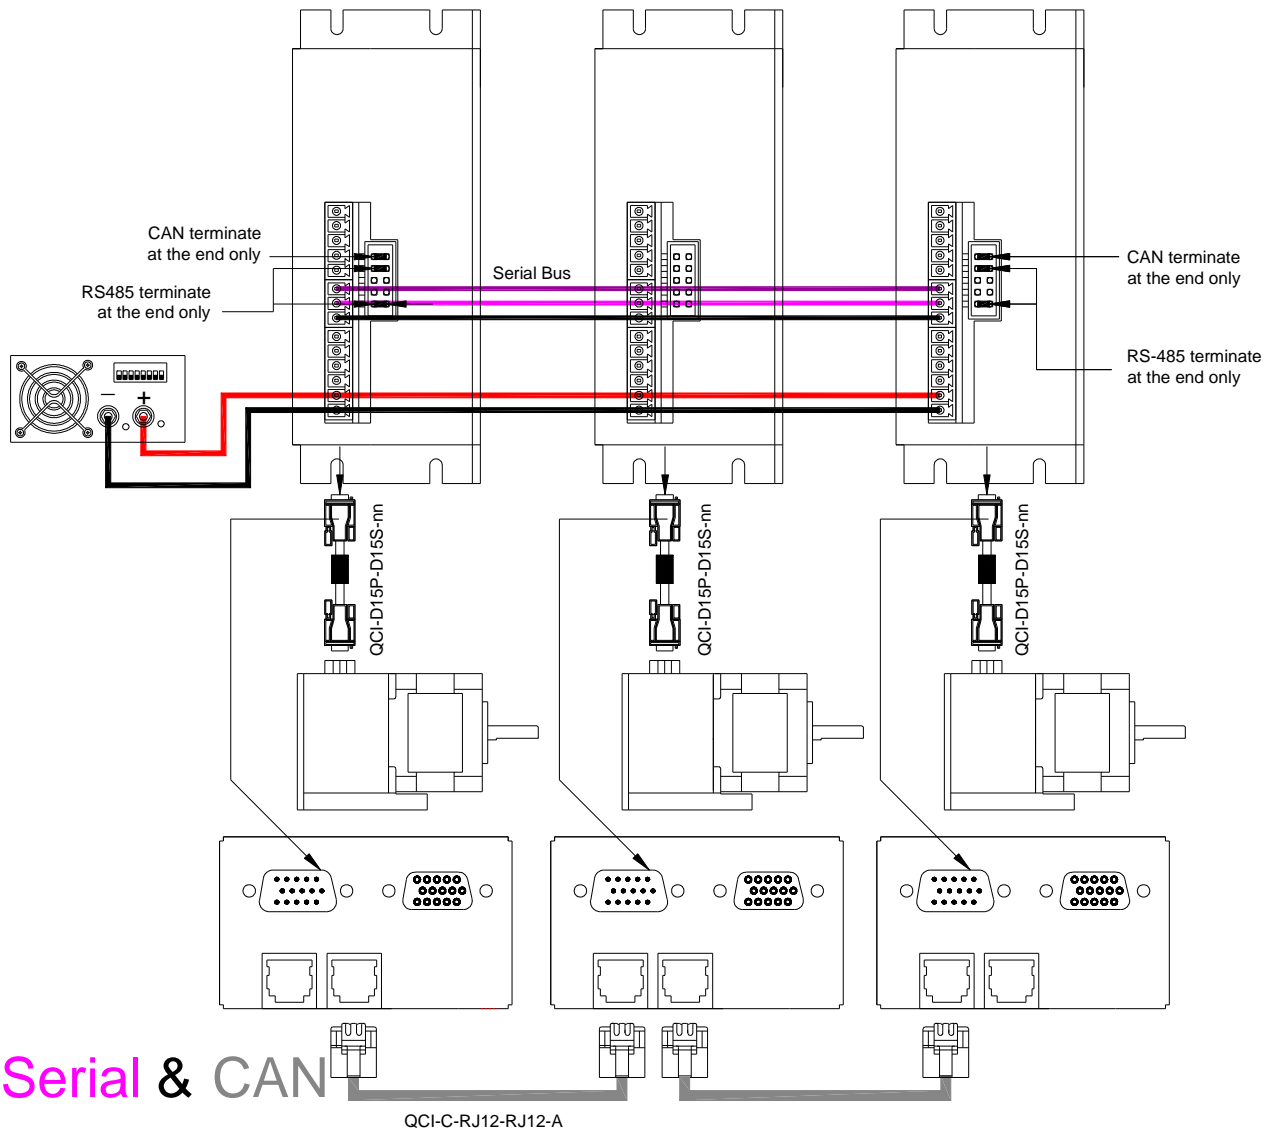 CAN terminate
at the end only
RS485 terminate
at the end only
Serial Bus
CAN terminate
at the end only
RS-485 terminate
at the end only
− +
QCI-D15P-D15S-nn
QCI-D15P-D15S-nn
QCI-D15P-D15S-nn
Serial & CAN
QCI-C-RJ12-RJ12-A